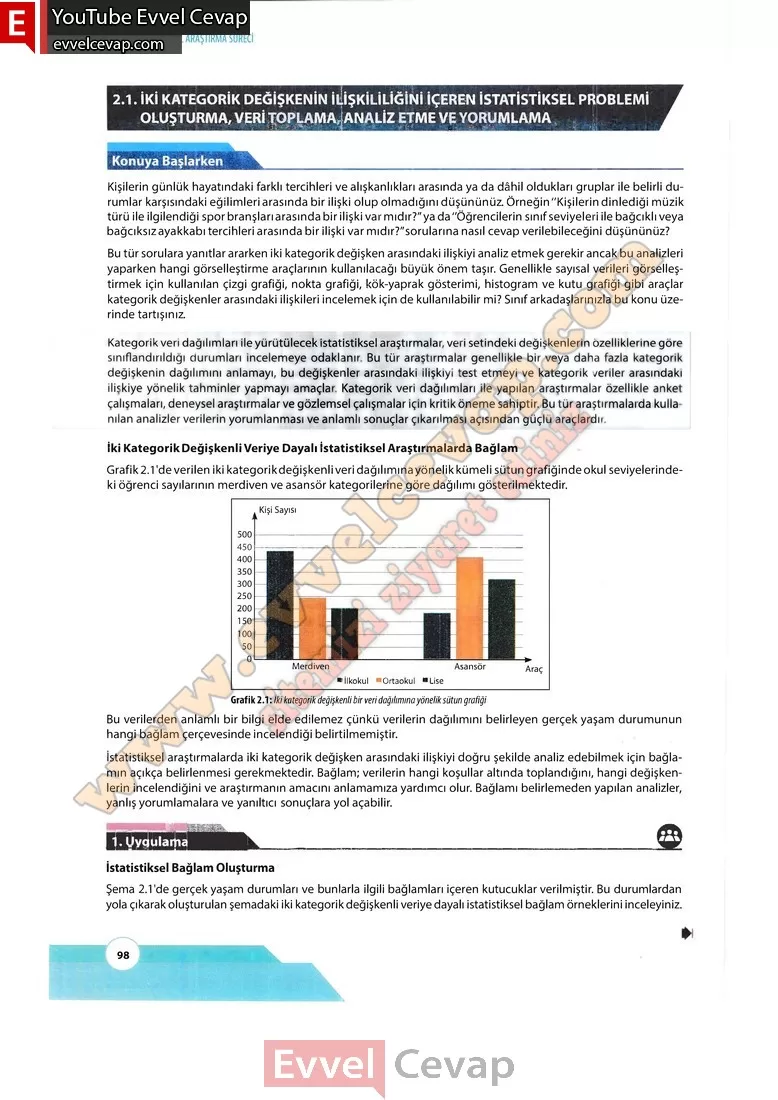 E YouTube Evvel Cevap
evvelcevap.com
ARAŞTIRMA SÜRECİ
2.1. İKİ KATEGORİK DEĞİŞKENİN İLİŞKİLİLİĞİNİ İÇEREN İSTATİSTİKSEL PROBLEMİ
OLUŞTURMA, VERİ TOPLAMA, ANALİZ ETME VE YORUMLAMA
Konuya Başlarken
Kişilerin günlük hayatındaki farklı tercihleri ve alışkanlıkları arasında ya da dâhil oldukları gruplar ile belirli du-
rumlar karşısındaki eğilimleri arasında bir ilişki olup olmadığını düşününüz. Örneğin “Kişilerin dinlediği müzik
türü ile ilgilendiği spor branşları arasında bir ilişki var mıdır?” ya da “Öğrencilerin sınıf seviyeleri ile bağcıklı veya
bağcıksız ayakkabı tercihleri arasında bir ilişki var mıdır?” sorularına nasıl cevap verilebileceğini düşününüz?
Bu tür sorulara yanıtlar ararken iki kategorik değişken arasındaki ilişkiyi analiz etmek gerekir ancak bu analizleri
yaparken hangi görselleştirme araçlarının kullanılacağı büyük önem taşır. Genellikle sayısal verileri görselleş-
tirmek için kullanılan çizgi grafiği, nokta grafiği, kök-yaprak gösterimi, histogram ve kutu grafiği gibi araçlar
kategorik değişkenler arasındaki ilişkileri incelemek için de kullanılabilir mi? Sınıf arkadaşlarınızla bu konu üze-
rinde tartışınız.
Kategorik veri dağılımları ile yürütülecek istatistiksel araştırmalar, veri setindeki değişkenlerin özelliklerine göre
sınıflandırıldığı durumları incelemeye odaklanır. Bu tür araştırmalar genellikle bir veya daha fazla kategorik
değişkenin dağılımını anlamayı, bu değişkenler arasındaki ilişkiyi test etmeyi ve kategorik veriler arasındaki
ilişkiye yönelik tahminler yapmayı amaçlar. Kategorik veri dağılımları ile yapılan araştırmalar özellikle anket
çalışmaları, deneysel araştırmalar ve gözlemsel çalışmalar için kritik öneme sahiptir. Bu tür araştırmalarda kulla-
nılan analizler verilerin yorumlanması ve anlamlı sonuçlar çıkarılması açısından güçlü araçlardır.
İki Kategorik Değişkenli Veriye Dayalı İstatistiksel Araştırmalarda Bağlam
Grafik 2.1'de verilen iki kategorik değişkenli veri dağılımına yönelik kümeli sütun grafiğinde okul seviyelerinde-
ki öğrenci sayılarının merdiven ve asansör kategorilerine göre dağılımı gösterilmektedir.
Kişi Sayısı
500
450
400
350
300
250
200
150
100
50
0
Merdiven Asansör Araç
İlkokul Ortaokul Lise
Grafik 2.1: İki kategorik değişkenli bir veri dağılımına yönelik sütun grafiği
Bu verilerden anlamlı bir bilgi elde edilemez çünkü verilerin dağılımını belirleyen gerçek yaşam durumunun
hangi bağlam çerçevesinde incelendiği belirtilmemiştir.
İstatistiksel araştırmalarda iki kategorik değişken arasındaki ilişkiyi doğru şekilde analiz edebilmek için bağla-
mın açıkça belirlenmesi gerekmektedir. Bağlam; verilerin hangi koşullar altında toplandığını, hangi değişken-
lerin incelendiğini ve araştırmanın amacını anlamamıza yardımcı olur. Bağlamı belirlemeden yapılan analizler,
yanlış yorumlamalara ve yanıltıcı sonuçlara yol açabilir.
1. Uygulama
İstatistiksel Bağlam Oluşturma
Şema 2.1'de gerçek yaşam durumları ve bunlarla ilgili bağlamları içeren kutucuklar verilmiştir. Bu durumlardan
yola çıkarak oluşturulan şemadaki iki kategorik değişkenli veriye dayalı istatistiksel bağlam örneklerini inceleyiniz.
98
www.evvelcevap.com
sitemizi ziyaret ediniz
Evvel Cevap